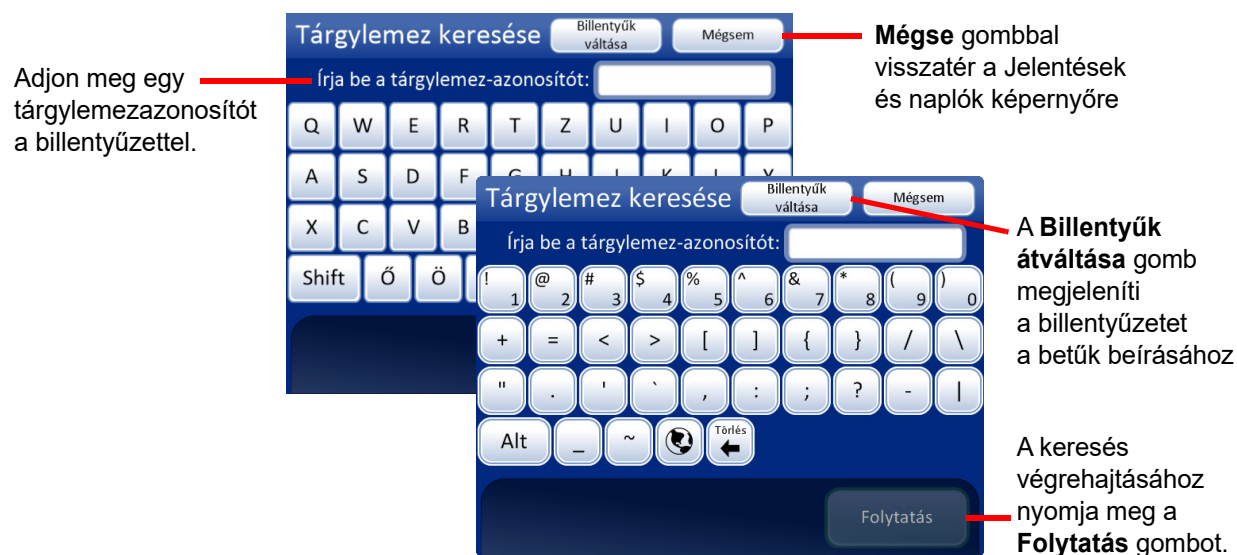 Adjon meg egy
tárgylemezazonosítót
a billentyűzettel.
Tárgylemez keresése
Billentyűk
váltása
Mégsem
Írja be a tárgylemez-azonosítót:
Q W E R T Z U I O P
A S D F G H J K L Y
X C V B
Shift Ő Ö
Mégse gombbal
visszatér a Jelentések
és naplók képernyőre
Tárgylemez keresése
Billentyűk
váltása
Mégsem
Írja be a tárgylemez-azonosítót:
! 1 @ 2 # 3 $ 4 % 5 ^ 6 & 7 * 8 ( 9 ) 0
+ = < > [ ] { } / \
" . ' ` , : ; ? - |
Alt _ ~ Törlés
Folytatás
A Billentyűk
átváltása gomb
megjeleníti
a billentyűzetet
a betűk beírásához
A keresés
végrehajtásához
nyomja meg a
Folytatás gombot.